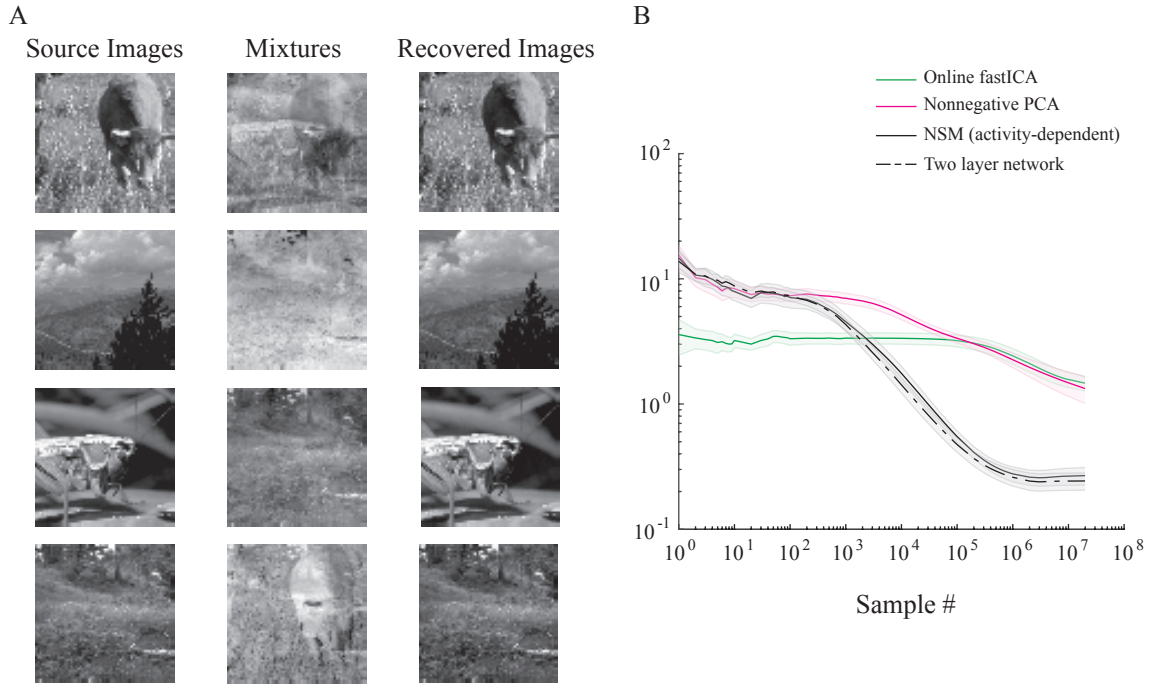 A
Source Images
Mixtures
Recovered Images
B
Online fastICA
Nonnegative PCA
NSM (activity-dependent)
Two layer network
10^2
10^1
10^0
10^-1
10^0 10^1 10^2 10^3 10^4 10^5 10^6 10^7 10^8
Sample #